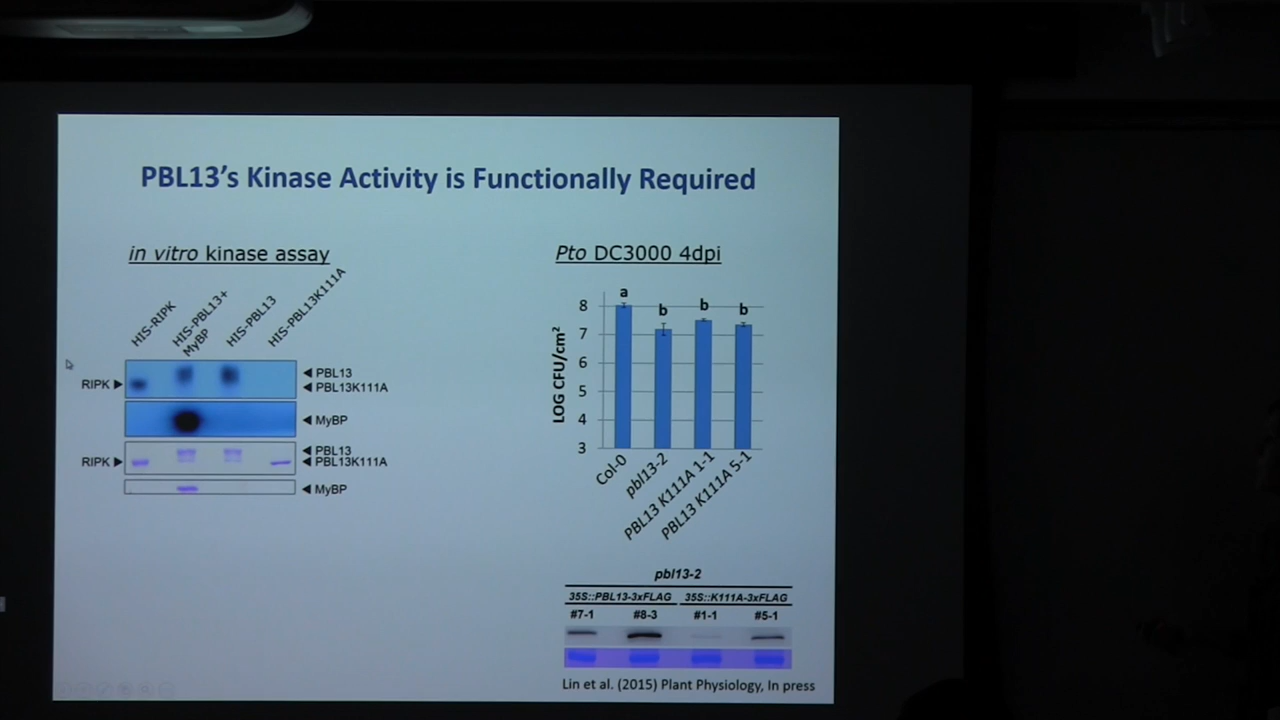 PBL13's Kinase Activity is Functionally Required
in vitro kinase assay
HIS-RIPK
HIS-PBL13+
MyBP
HIS-PBL13
HIS-PBL13K111A
RIPK
PBL13
PBL13K111A
MyBP
RIPK
PBL13
PBL13K111A
MyBP
Pto DC3000 4dpi
LOG CFU/cm²
8
7
6
5
4
3
a
b
b
b
Col-0
pbl13-2
PBL13 K111A 1-1
PBL13 K111A 5-1
pbl13-2
35S::PBL13-3xFLAG 35S::K111A-3xFLAG
#7-1 #8-3 #1-1 #5-1
Lin et al. (2015) Plant Physiology, In press